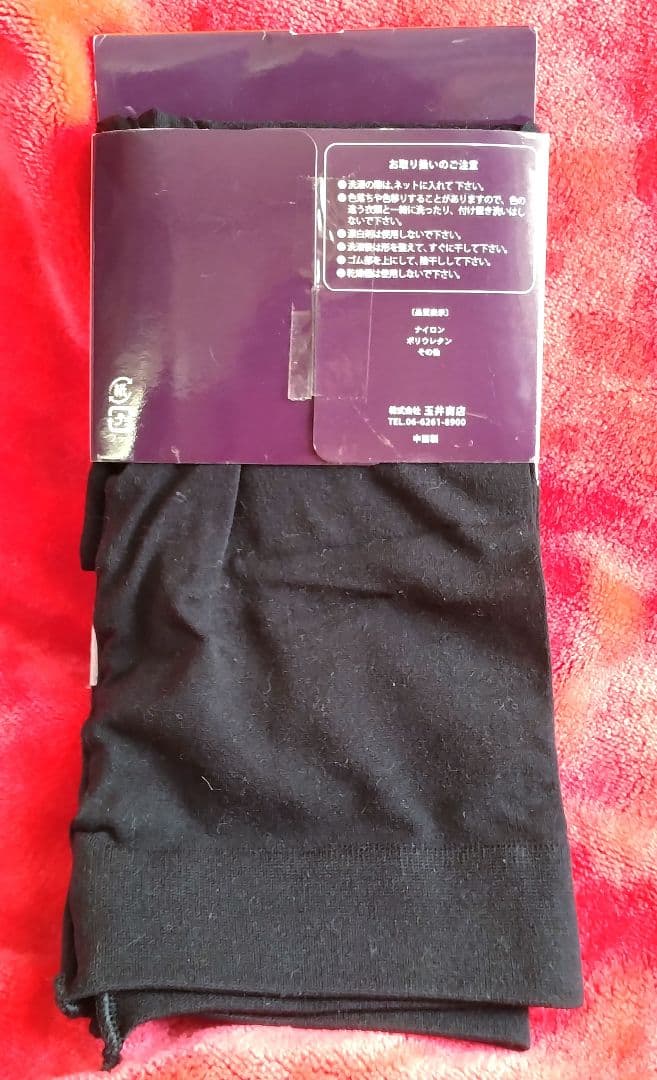 お取り扱いのご注意
●洗濯の際は、ネットに入れて下さい。
●色落ちや色移りすることがありますので、色の
違う衣類と一緒に洗ったり、付け置き洗いはし
ないで下さい。
●漂白剤は使用しないで下さい。
●洗濯後は形を整えて、すぐに干して下さい。
●ゴム部を上にして、陰干しして下さい。
●乾燥機は使用しないで下さい。
[品質表示]
ナイロン
ポリウレタン
その他
株式会社 玉井商店
TEL.06-6261-8900
中国製
紙